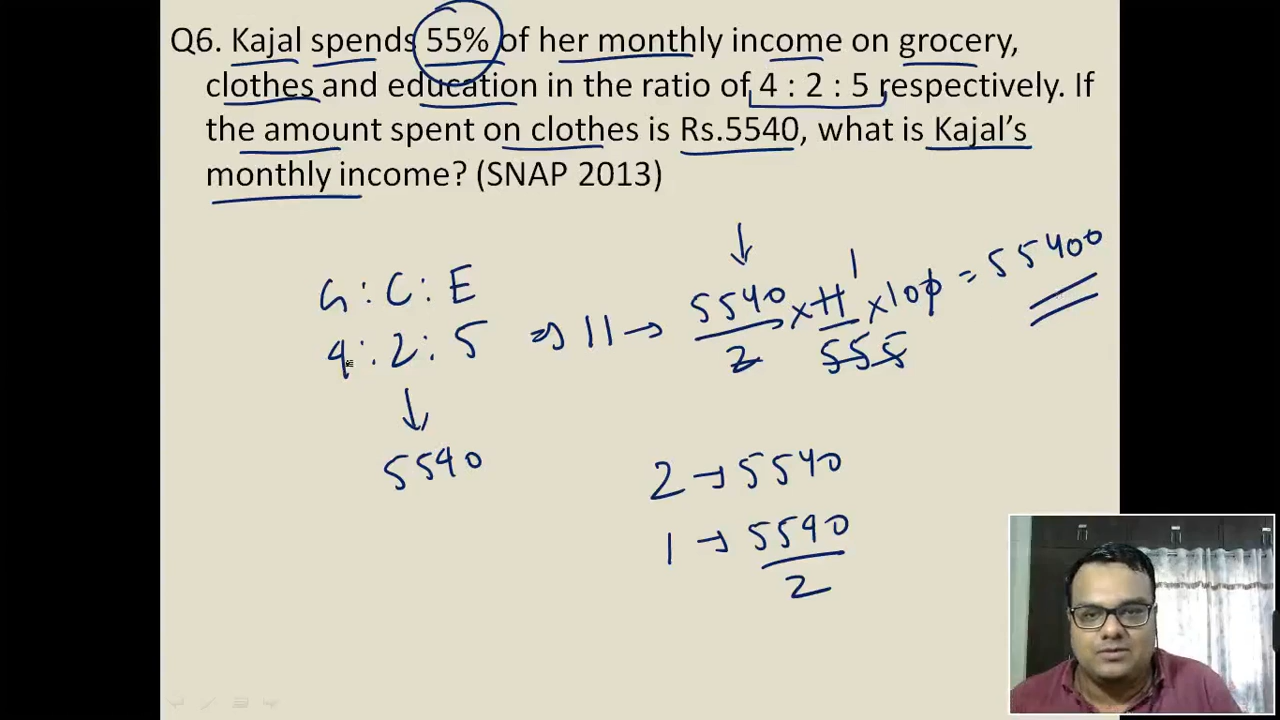 Q6. Kajal spends 55% of her monthly income on grocery,
clothes and education in the ratio of 4 : 2 : 5 respectively. If
the amount spent on clothes is Rs.5540, what is Kajal's
monthly income? (SNAP 2013)
G : C : E
4 : 2 : 5 ⇒ 11 → 5540/2 × 11/55 × 100 = 55400
1
5
5540
2 → 5540
1 → 5540/2